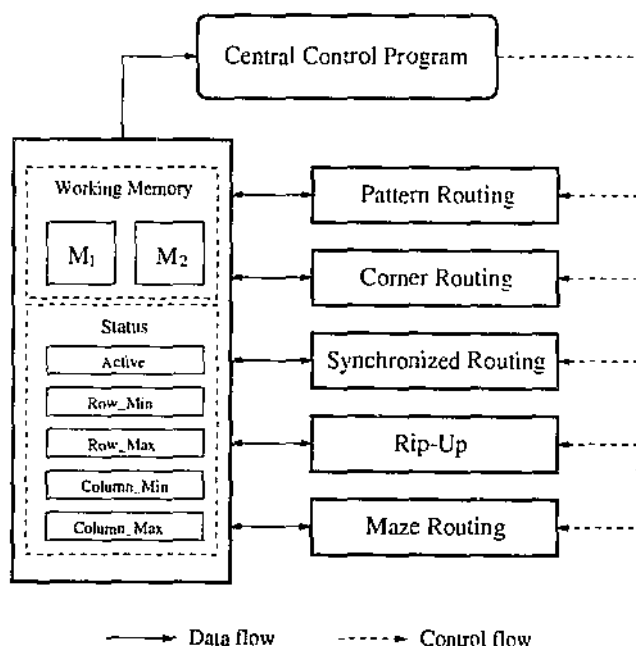 Central Control Program
Working Memory
M₁
M₂
Status
Active
Row_Min
Row_Max
Column_Min
Column_Max
Pattern Routing
Corner Routing
Synchronized Routing
Rip-Up
Maze Routing
Data flow
Control flow